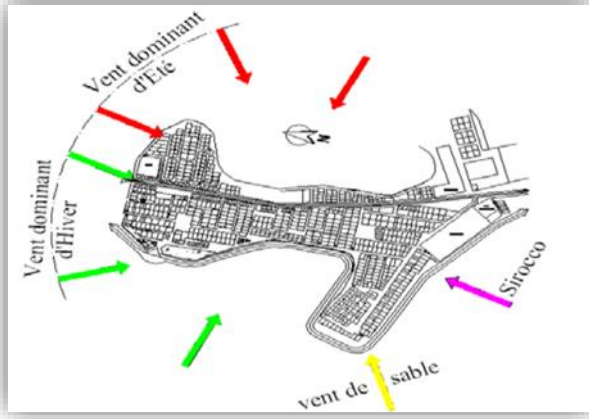 Vent dominant
d'Eté
N
Vent dominant
d'Hiver
Sirocco
vent de sable